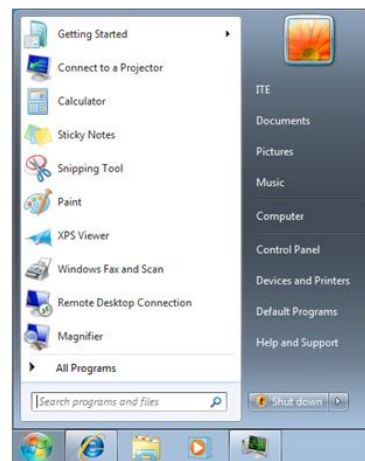 Getting Started
Connect to a Projector
Calculator
Sticky Notes
Snipping Tool
Paint
XPS Viewer
Windows Fax and Scan
Remote Desktop Connection
Magnifier
All Programs
Search programs and files
ITE
Documents
Pictures
Music
Computer
Control Panel
Devices and Printers
Default Programs
Help and Support
Shut down